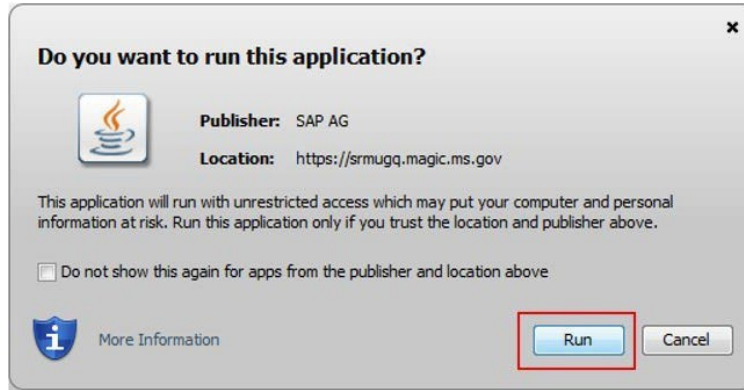 Do you want to run this application?
Publisher: SAP AG
Location: https://srmugq.magic.ms.gov
This application will run with unrestricted access which may put your computer and personal
information at risk. Run this application only if you trust the location and publisher above.
Do not show this again for apps from the publisher and location above
More Information
Run
Cancel